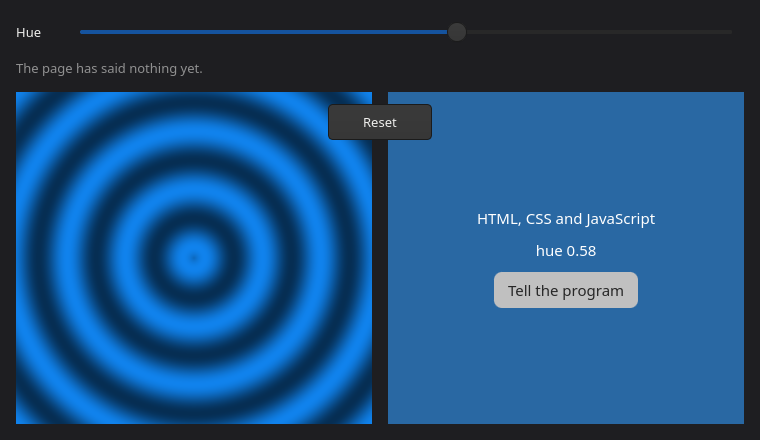 Hue
The page has said nothing yet.
Reset
HTML, CSS and JavaScript
hue 0.58
Tell the program